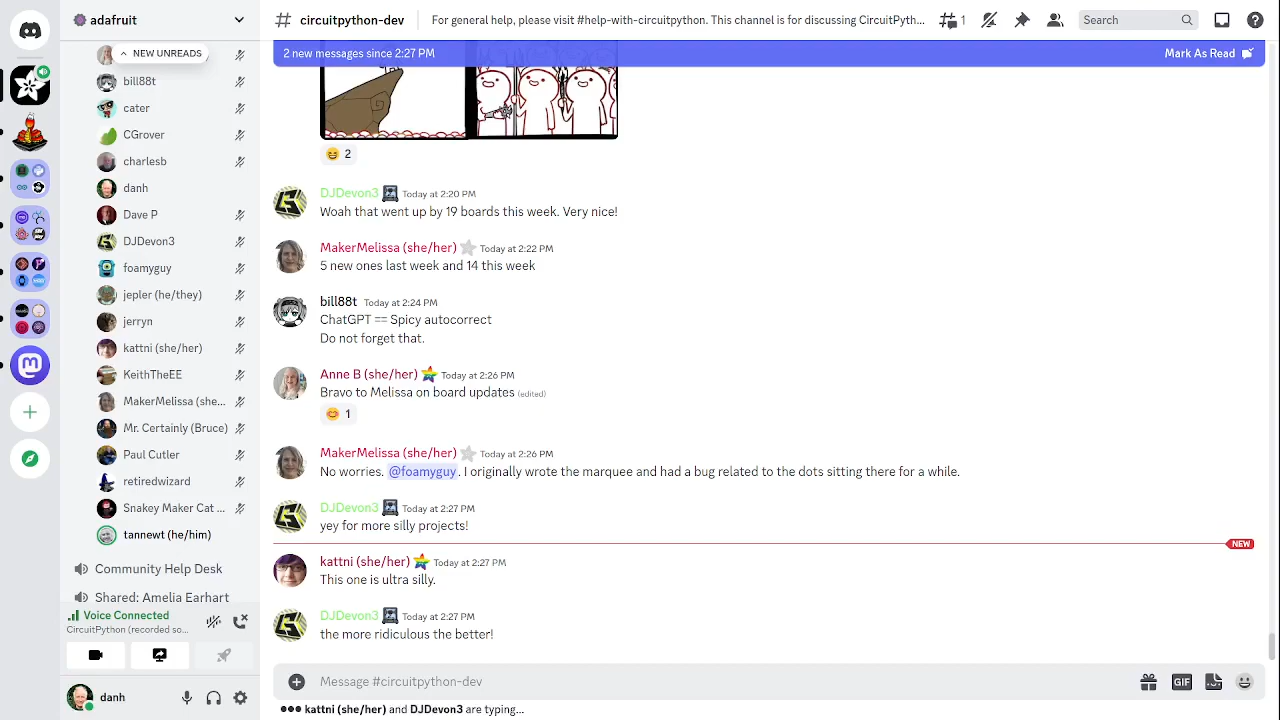 adafruit
NEW UNREADS
bill88t
cater
CGrover
charlesb
danh
Dave P
DJDevon3
foamyguy
jepler (he/they)
jerryn
kattni (she/her)
KeithTheEE
MakerMelissa (she...
Mr. Certainly (Bruce)
Paul Cutler
retiredwizard
Snakey Maker Cat ...
tannewt (he/him)
Community Help Desk
Shared: Amelia Earhart
Voice Connected
CircuitPython (recorded so...
danh
# circuitpython-dev
For general help, please visit #help-with-circuitpython. This channel is for discussing CircuitPyth...
1
Search
2 new messages since 2:27 PM
Mark As Read
2
DJDevon3 Today at 2:20 PM
Woah that went up by 19 boards this week. Very nice!
MakerMelissa (she/her) Today at 2:22 PM
5 new ones last week and 14 this week
bill88t Today at 2:24 PM
ChatGPT == Spicy autocorrect
Do not forget that.
Anne B (she/her) Today at 2:26 PM
Bravo to Melissa on board updates (edited)
1
MakerMelissa (she/her) Today at 2:26 PM
No worries. @foamyguy. I originally wrote the marquee and had a bug related to the dots sitting there for a while.
DJDevon3 Today at 2:27 PM
yey for more silly projects!
NEW
kattni (she/her) Today at 2:27 PM
This one is ultra silly.
DJDevon3 Today at 2:27 PM
the more ridiculous the better!
Message #circuitpython-dev
GIF
kattni (she/her) and DJDevon3 are typing...